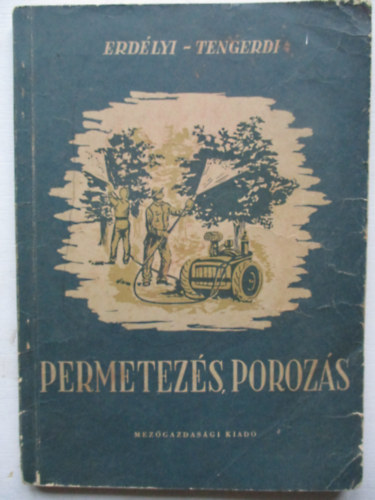 ERDÉLYI - TENGERDI
PERMETEZÉS, POROZÁS
MEZŐGAZDASÁGI KIADÓ